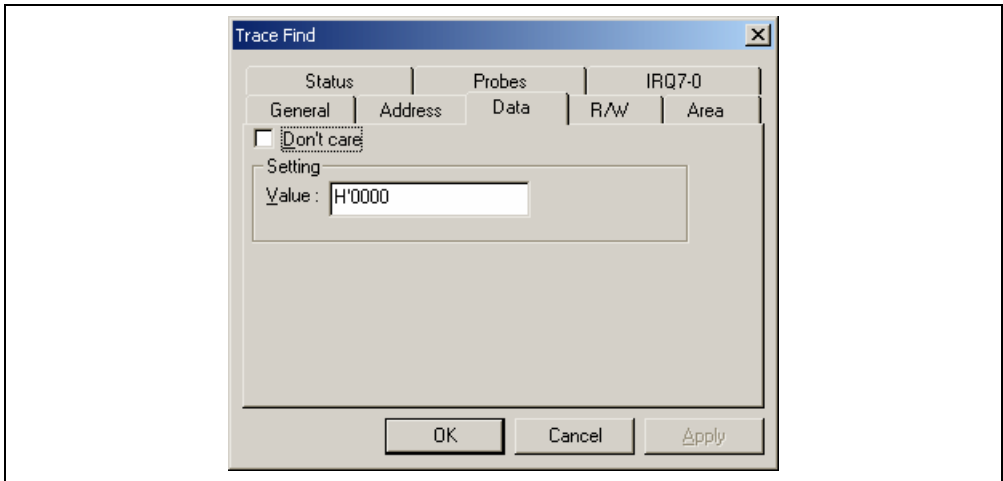 Trace Find
Status Probes IRQ7-0
General Address Data R/W Area
Don't care
Setting
Value : H'0000
OK Cancel Apply